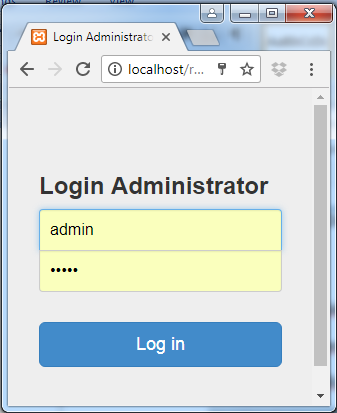 Login Administrato
localhost/r...
Login Administrator
admin
•••••
Log in